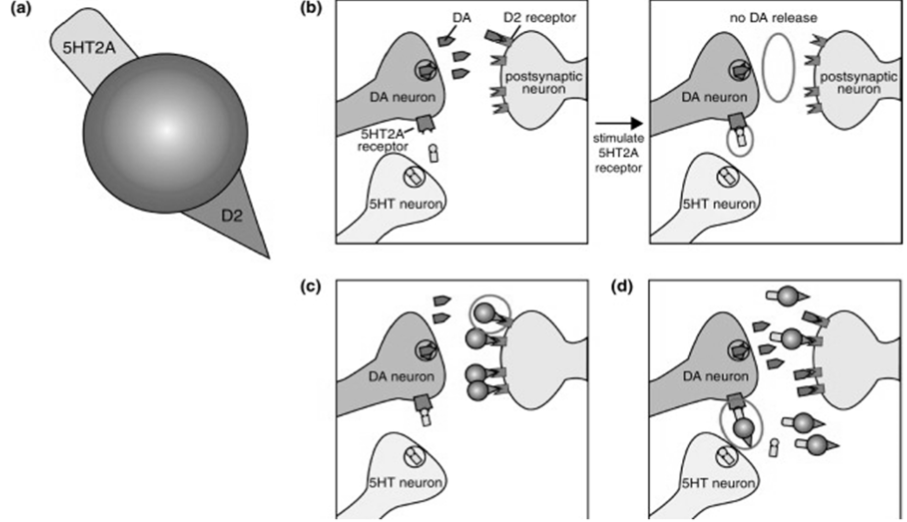 (a)
5HT2A
D2
(b)
DA
D2 receptor
DA neuron
postsynaptic
neuron
5HT2A
receptor
5HT neuron
stimulate
5HT2A
receptor
no DA release
DA neuron
postsynaptic
neuron
5HT neuron
(c)
DA neuron
5HT neuron
(d)
DA neuron
5HT neuron